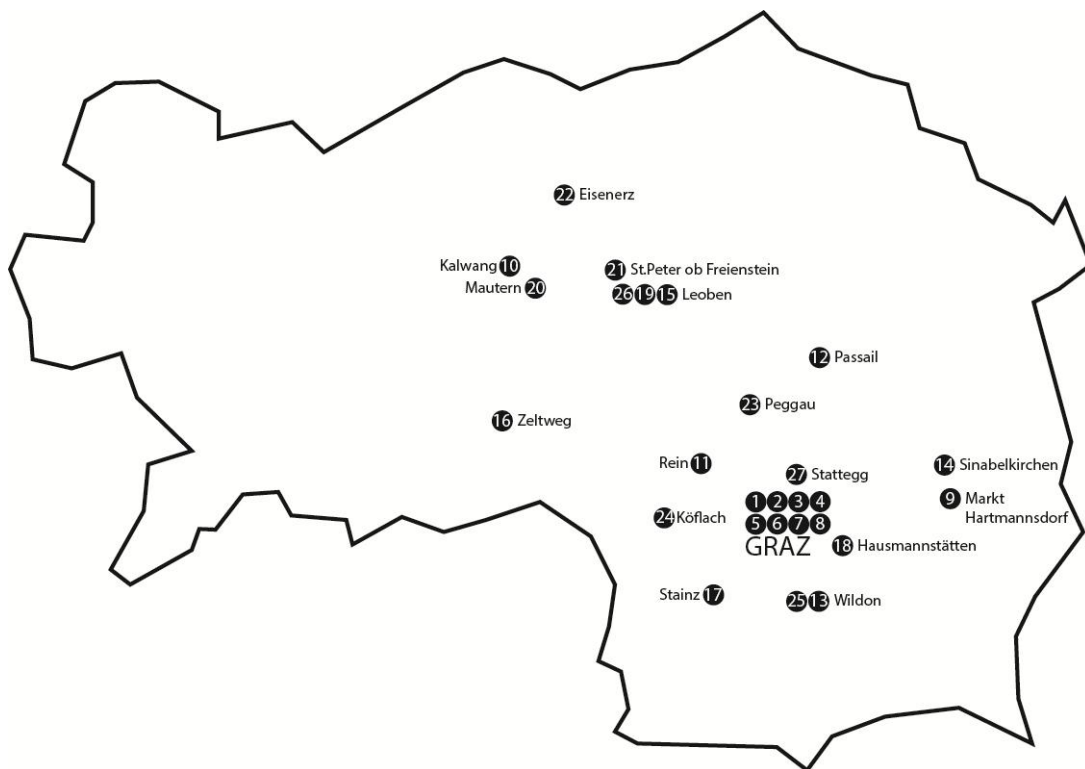 22 Eisenerz
Kalwang 10
21 St.Peter ob Freienstein
Mautern 20
26 19 15 Leoben
12 Passail
23 Peggau
16 Zeltweg
Rein 11
14 Sinabelkirchen
27 Stattegg
9 Markt
Hartmannsdorf
1 2 3 4
24 Köflach
5 6 7 8
GRAZ
18 Hausmannstätten
Stainz 17
25 13 Wildon